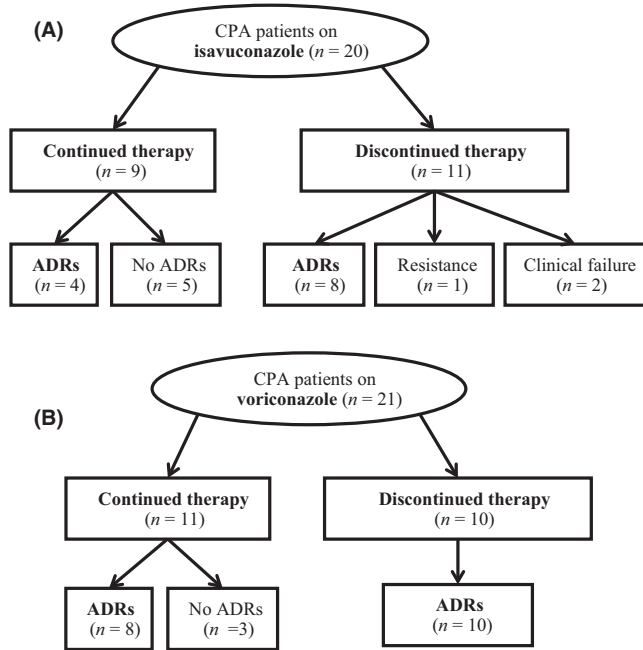 (A)
CPA patients on
isavuconazole (n = 20)
Continued therapy
(n = 9)
Discontinued therapy
(n = 11)
ADRs
(n = 4)
No ADRs
(n = 5)
ADRs
(n = 8)
Resistance
(n = 1)
Clinical failure
(n = 2)
(B)
CPA patients on
voriconazole (n = 21)
Continued therapy
(n = 11)
Discontinued therapy
(n = 10)
ADRs
(n = 8)
No ADRs
(n =3)
ADRs
(n = 10)